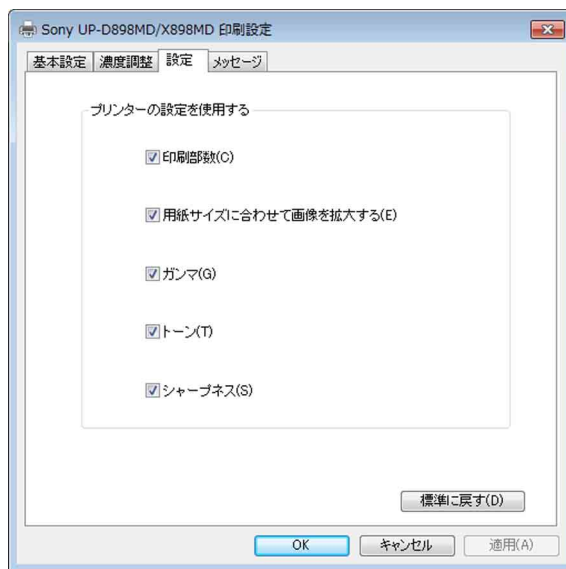 Sony UP-D898MD/X898MD 印刷設定
基本設定 濃度調整 設定 メッセージ
プリンターの設定を使用する
印刷部数(C)
用紙サイズに合わせて画像を拡大する(E)
ガンマ(G)
トーン(T)
シャープネス(S)
標準に戻す(D)
OK キャンセル 適用(A)